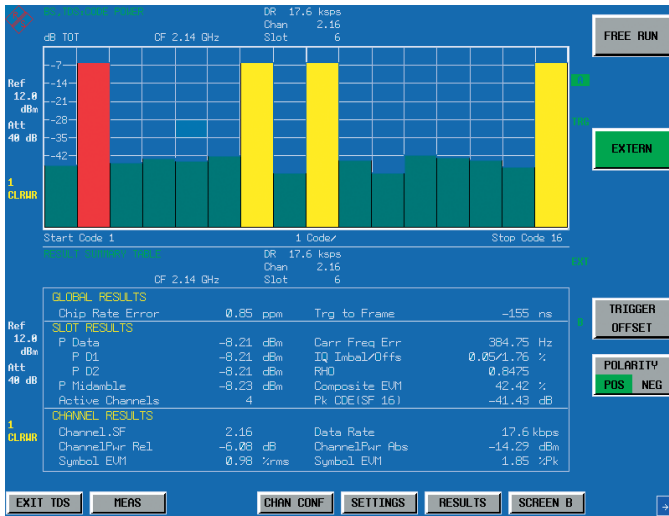 BS,TDS:CODE POWER DR 17.6 ksps
Chan 2.16
dB TOT CF 2.14 GHz Slot 6
FREE RUN
-7
Ref -14 A
12.0 -21
dBm
Att -28 TRG
40 dB -35
-42
EXTERN
1
CLRWR
Start Code 1 1 Code/ Stop Code 16
RESULT SUMMARY TABLE DR 17.6 ksps
Chan 2.16 EXT
CF 2.14 GHz Slot 6
GLOBAL RESULTS
Chip Rate Error 0.85 ppm Trg to Frame -155 ns
TRIGGER
OFFSET
Ref SLOT RESULTS B
12.0 P Data -8.21 dBm Carr Freq Err 384.75 Hz
dBm P D1 -8.21 dBm IQ Imbal/Offs 0.05/1.76 %
Att P D2 -8.21 dBm RHO 0.8475
40 dB P Midamble -8.23 dBm Composite EVM 42.42 %
Active Channels 4 Pk CDE(SF 16) -41.43 dB
POLARITY
POS NEG
CHANNEL RESULTS
1 Channel.SF 2.16 Data Rate 17.6 kbps
CLRWR ChannelPwr Rel -6.08 dB ChannelPwr Abs -14.29 dBm
Symbol EVM 0.98 %rms Symbol EVM 1.85 %Pk
EXIT TDS MEAS CHAN CONF SETTINGS RESULTS SCREEN B →